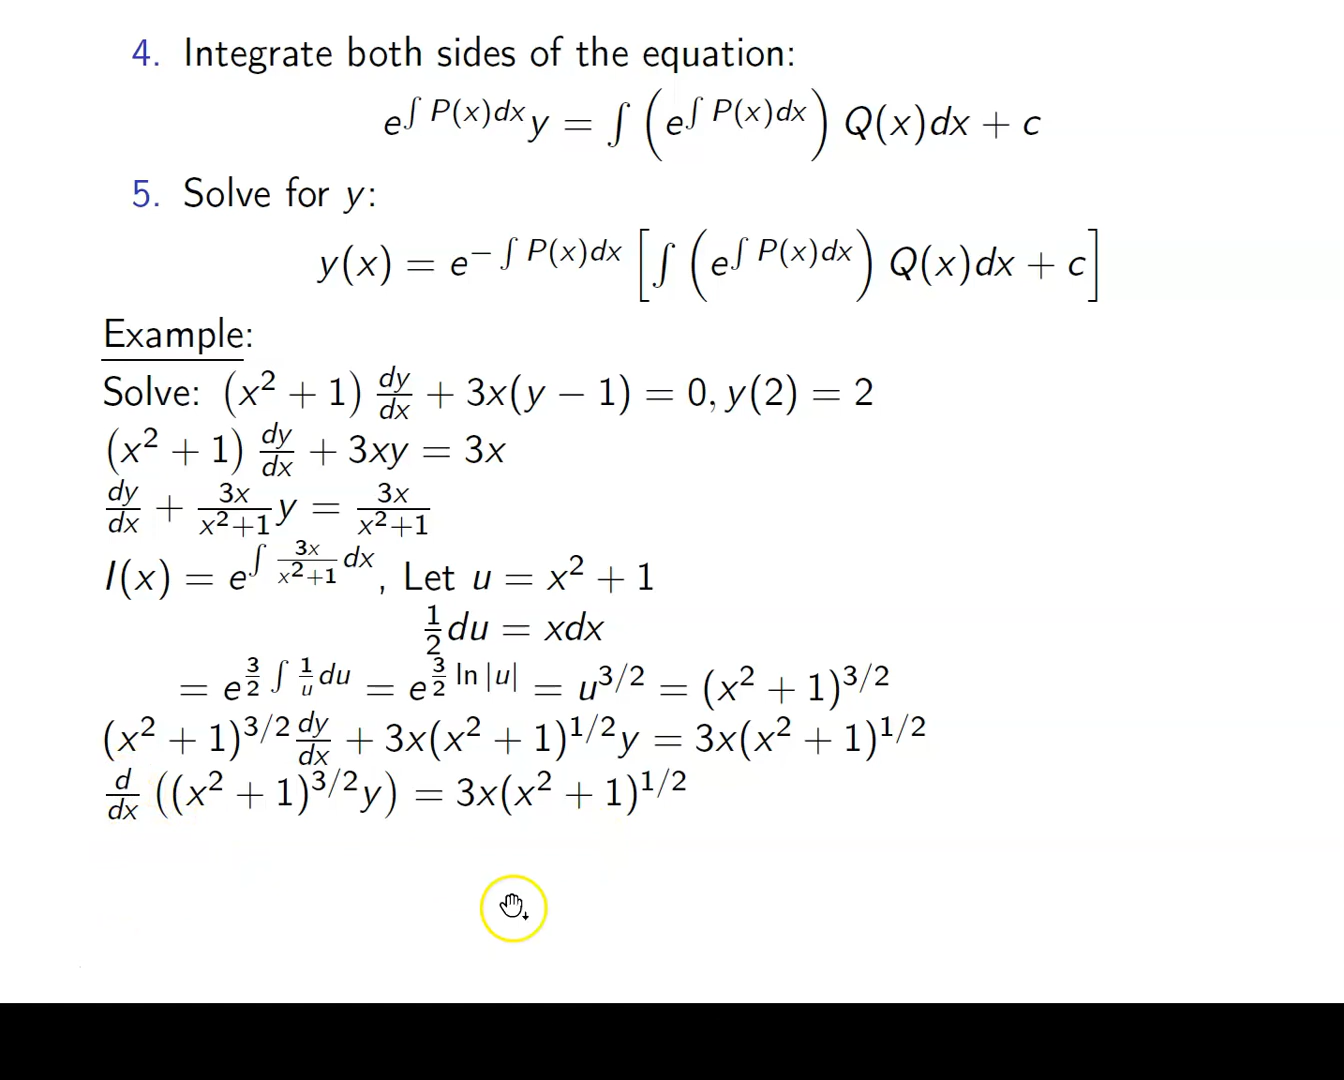 4. Integrate both sides of the equation:
e^{∫ P(x)dx} y = ∫ (e^{∫ P(x)dx}) Q(x)dx + c
5. Solve for y:
y(x) = e^{− ∫ P(x)dx} [∫ (e^{∫ P(x)dx}) Q(x)dx + c]
Example:
Solve: (x² + 1) dy/dx + 3x(y − 1) = 0, y(2) = 2
(x² + 1) dy/dx + 3xy = 3x
dy/dx + 3x/(x²+1) y = 3x/(x²+1)
I(x) = e^{∫ 3x/(x²+1) dx}, Let u = x² + 1
1/2 du = xdx
= e^{3/2 ∫ 1/u du} = e^{3/2 ln |u|} = u^{3/2} = (x² + 1)^{3/2}
(x² + 1)^{3/2} dy/dx + 3x(x² + 1)^{1/2} y = 3x(x² + 1)^{1/2}
d/dx ((x² + 1)^{3/2} y) = 3x(x² + 1)^{1/2}